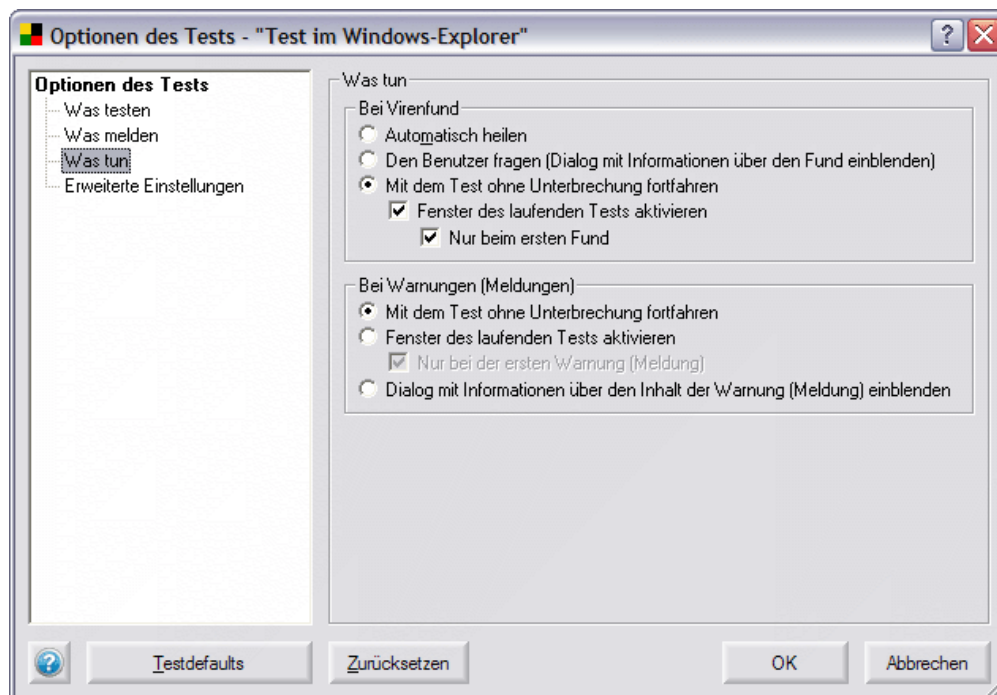 Optionen des Tests - "Test im Windows-Explorer"
Optionen des Tests
Was testen
Was melden
Was tun
Erweiterte Einstellungen
Was tun
Bei Virenfund
Automatisch heilen
Den Benutzer fragen (Dialog mit Informationen über den Fund einblenden)
Mit dem Test ohne Unterbrechung fortfahren
Fenster des laufenden Tests aktivieren
Nur beim ersten Fund
Bei Warnungen (Meldungen)
Mit dem Test ohne Unterbrechung fortfahren
Fenster des laufenden Tests aktivieren
Nur bei der ersten Warnung (Meldung)
Dialog mit Informationen über den Inhalt der Warnung (Meldung) einblenden
Testdefaults
Zurücksetzen
OK
Abbrechen